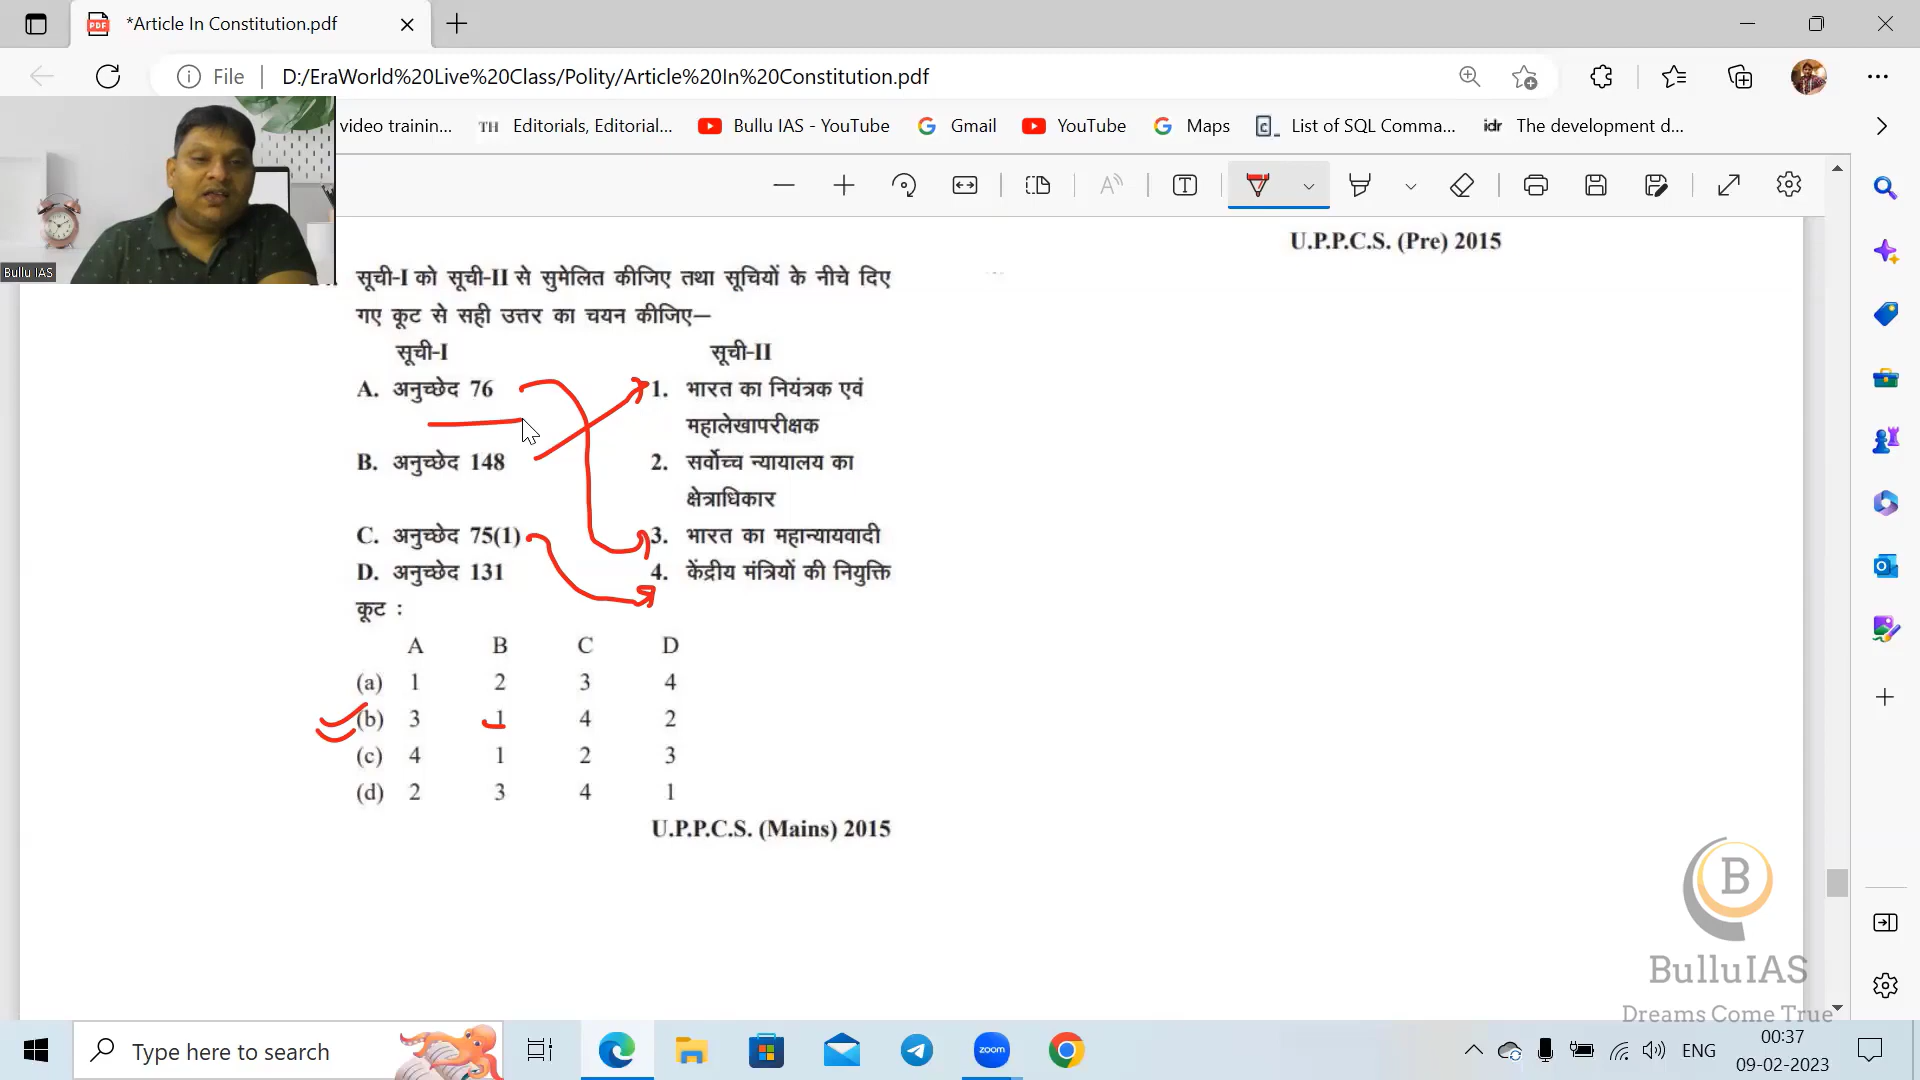 *Article In Constitution.pdf
File
D:/EraWorld%20Live%20Class/Polity/Article%20In%20Constitution.pdf
video trainin...
TH Editorials, Editorial...
Bullu IAS - YouTube
Gmail
YouTube
Maps
List of SQL Comma...
idr The development d...
Bullu IAS
U.P.P.C.S. (Pre) 2015
सूची-I को सूची-II से सुमेलित कीजिए तथा सूचियों के नीचे दिए
गए कूट से सही उत्तर का चयन कीजिए—
सूची-I सूची-II
A. अनुच्छेद 76 1. भारत का नियंत्रक एवं
महालेखापरीक्षक
B. अनुच्छेद 148 2. सर्वोच्च न्यायालय का
क्षेत्राधिकार
C. अनुच्छेद 75(1) 3. भारत का महान्यायवादी
D. अनुच्छेद 131 4. केंद्रीय मंत्रियों की नियुक्ति
कूट :
A B C D
(a) 1 2 3 4
(b) 3 1 4 2
(c) 4 1 2 3
(d) 2 3 4 1
U.P.P.C.S. (Mains) 2015
B
BulluIAS
Dreams Come True
Type here to search
zoom
ENG
00:37
09-02-2023